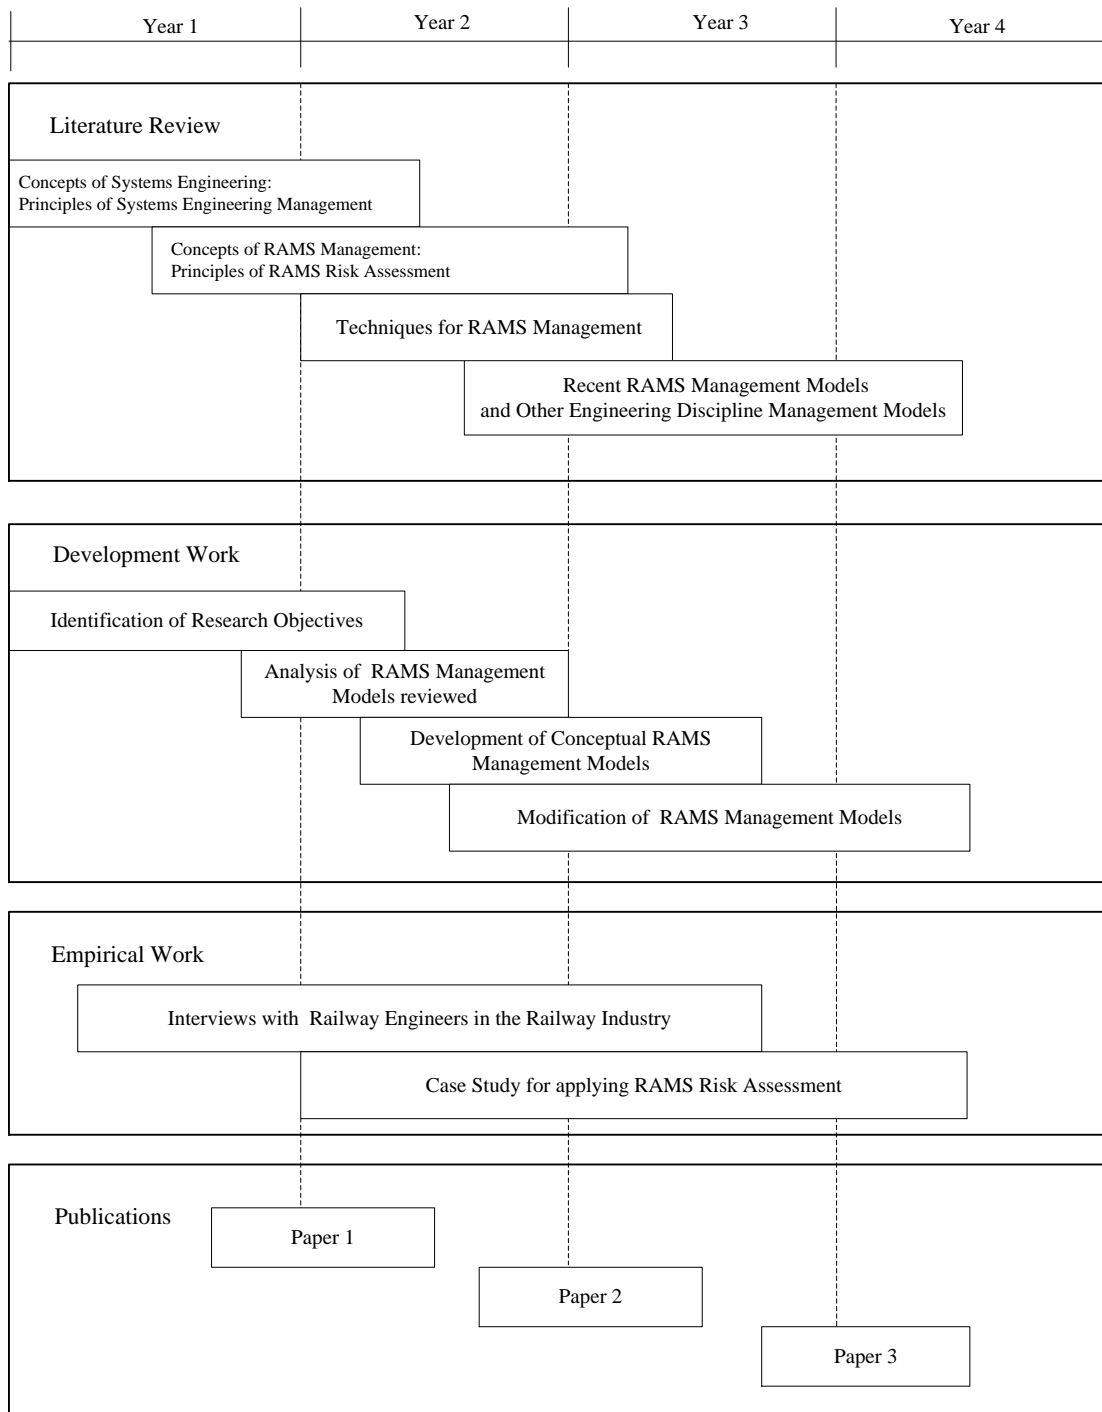 Year 1
Year 2
Year 3
Year 4
Literature Review
Concepts of Systems Engineering:
Principles of Systems Engineering Management
Concepts of RAMS Management:
Principles of RAMS Risk Assessment
Techniques for RAMS Management
Recent RAMS Management Models
and Other Engineering Discipline Management Models
Development Work
Identification of Research Objectives
Analysis of RAMS Management
Models reviewed
Development of Conceptual RAMS
Management Models
Modification of RAMS Management Models
Empirical Work
Interviews with Railway Engineers in the Railway Industry
Case Study for applying RAMS Risk Assessment
Publications
Paper 1
Paper 2
Paper 3